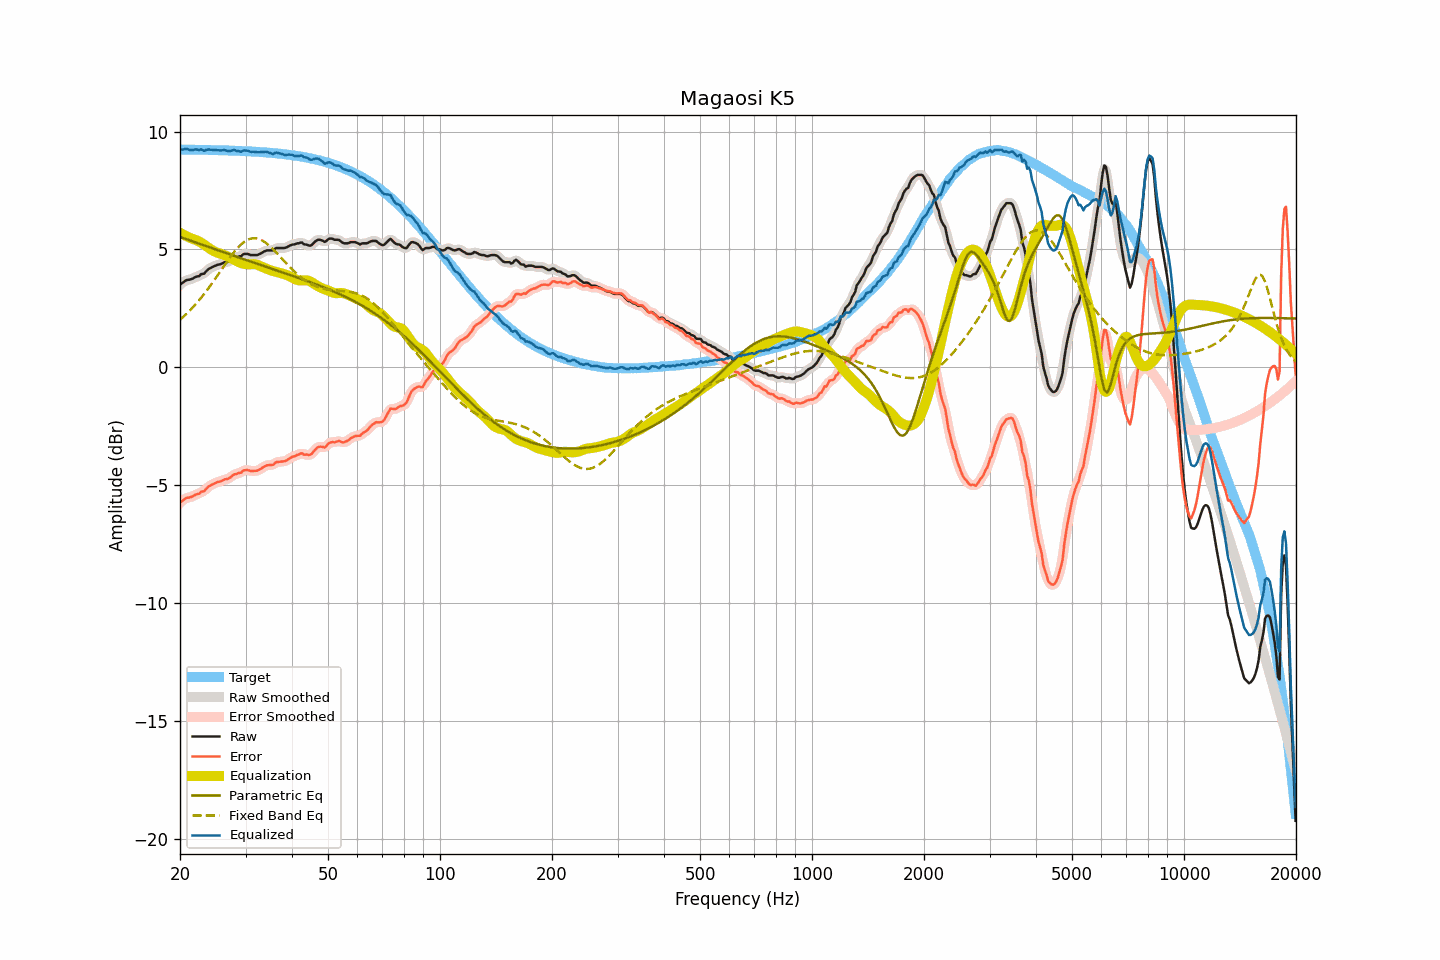 Magaosi K5
10
5
0
−5
−10
−15
−20
Amplitude (dBr)
Target
Raw Smoothed
Error Smoothed
Raw
Error
Equalization
Parametric Eq
Fixed Band Eq
Equalized
20 50 100 200 500 1000 2000 5000 10000 20000
Frequency (Hz)